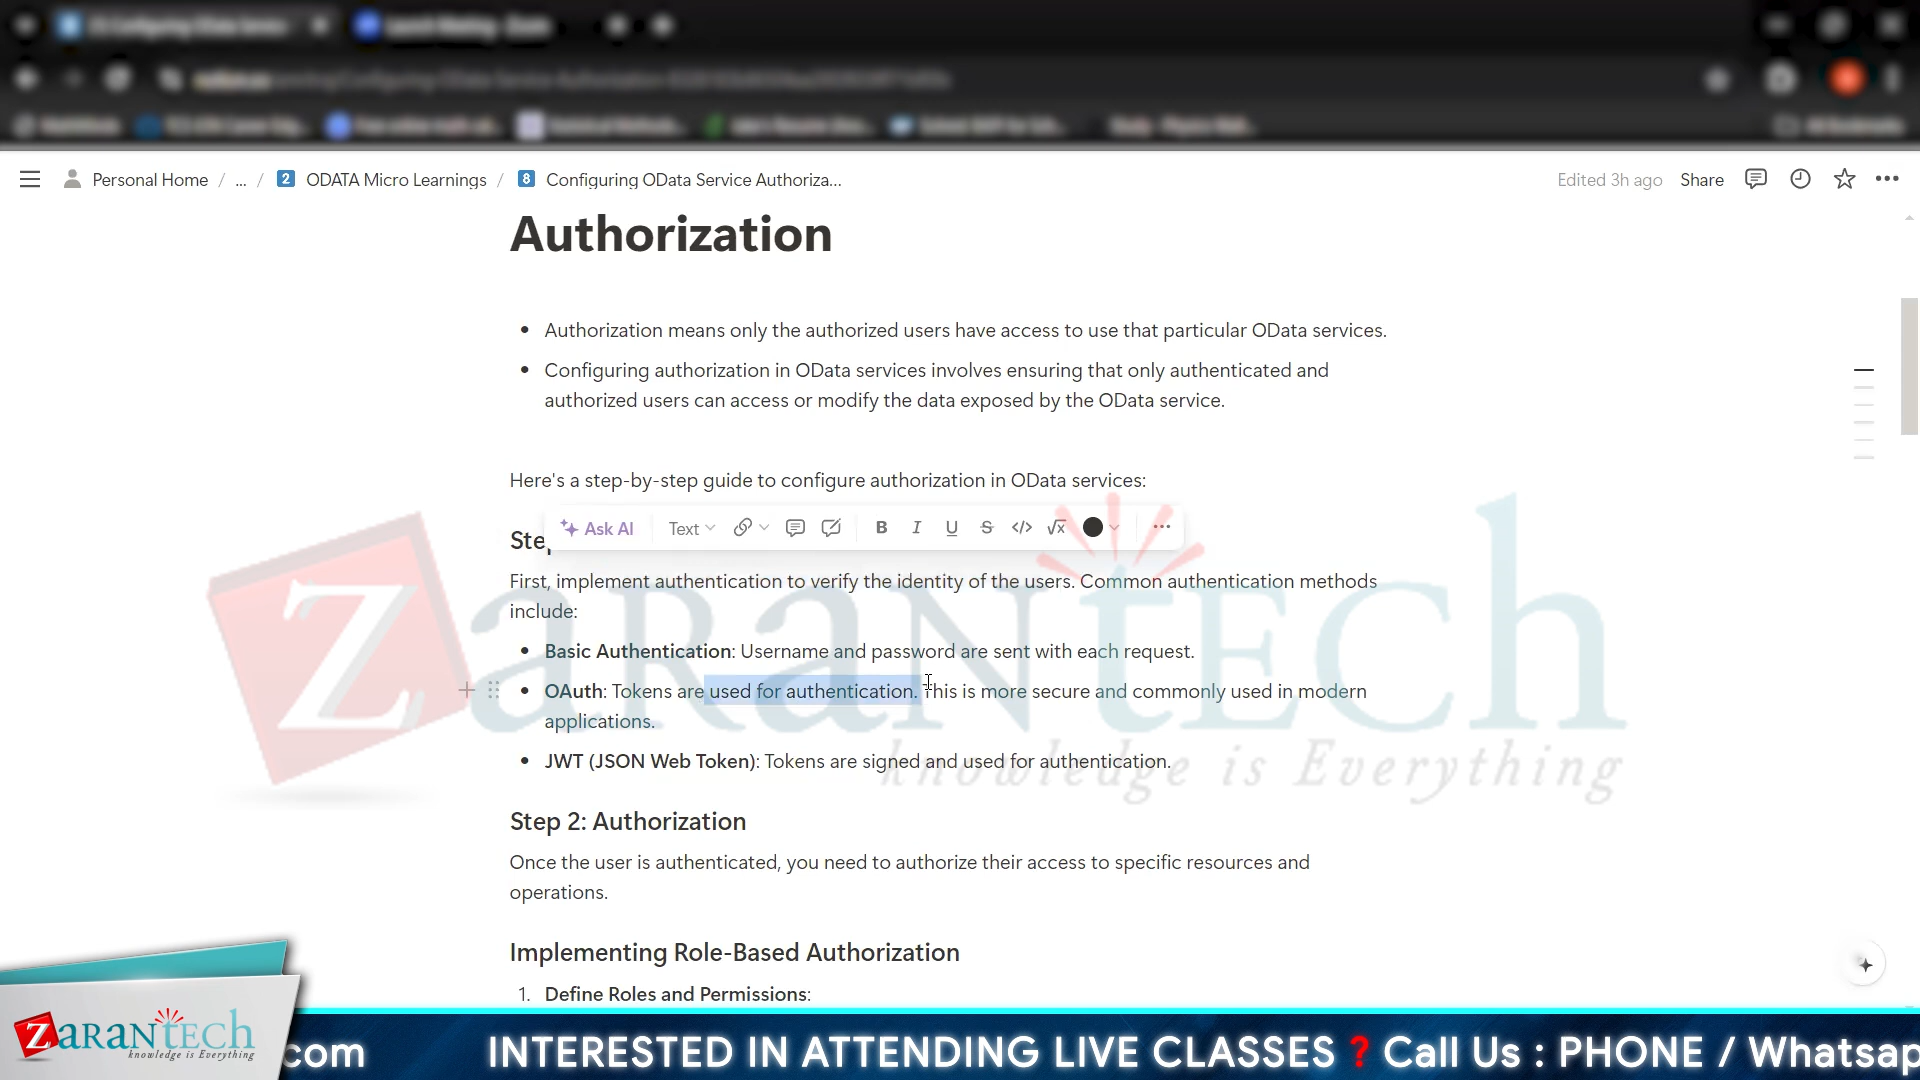 Personal Home / ... / 2 ODATA Micro Learnings / 8 Configuring OData Service Authoriza...
Edited 3h ago Share
Authorization
• Authorization means only the authorized users have access to use that particular OData services.
• Configuring authorization in OData services involves ensuring that only authenticated and
authorized users can access or modify the data exposed by the OData service.
Here's a step-by-step guide to configure authorization in OData services:
Ask AI Text B I U S </> √x
Step
First, implement authentication to verify the identity of the users. Common authentication methods
include:
• Basic Authentication: Username and password are sent with each request.
• OAuth: Tokens are used for authentication. This is more secure and commonly used in modern
applications.
• JWT (JSON Web Token): Tokens are signed and used for authentication.
ZaraNtech
knowledge is Everything
Step 2: Authorization
Once the user is authenticated, you need to authorize their access to specific resources and
operations.
Implementing Role-Based Authorization
1. Define Roles and Permissions:
ZaraNtech
knowledge is Everything
.com INTERESTED IN ATTENDING LIVE CLASSES ❓ Call Us : PHONE / Whatsap